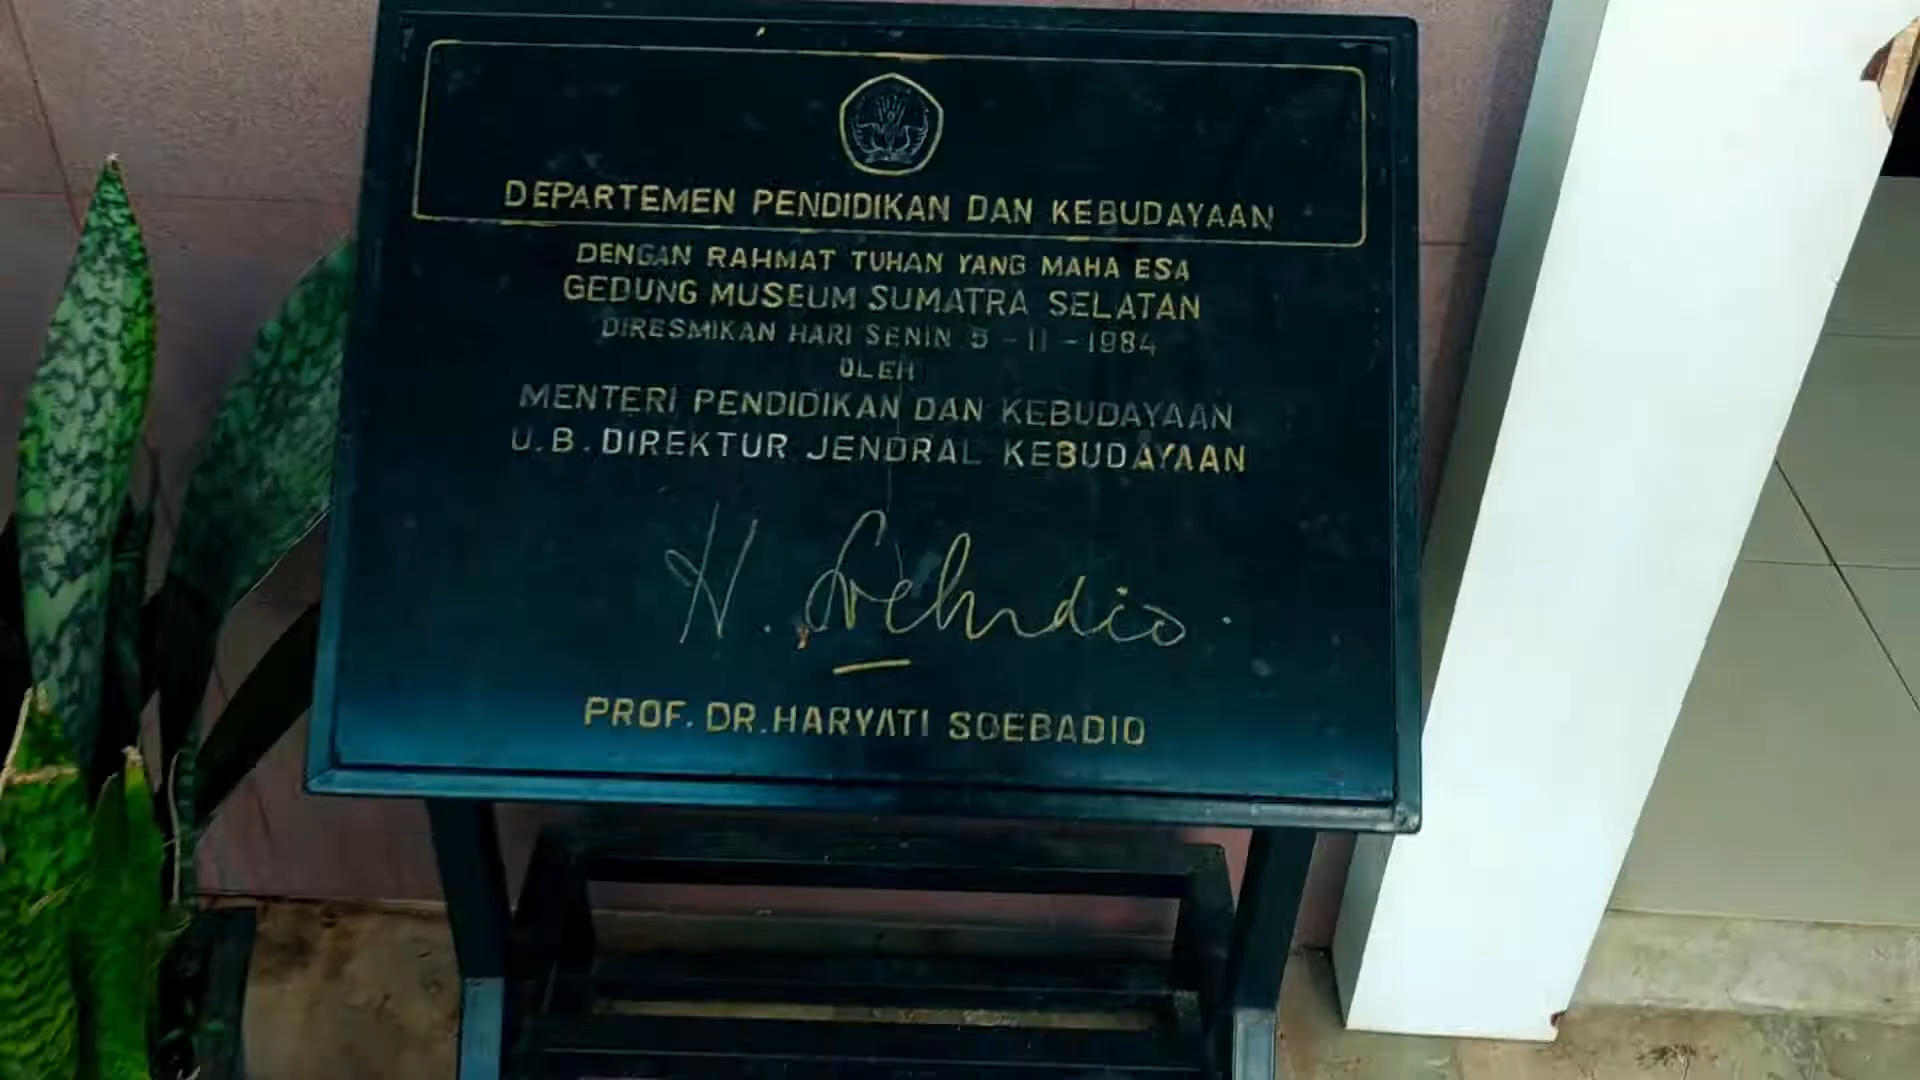 DEPARTEMEN PENDIDIKAN DAN KEBUDAYAAN
DENGAN RAHMAT TUHAN YANG MAHA ESA
GEDUNG MUSEUM SUMATRA SELATAN
DIRESMIKAN HARI SENIN 5-11-1984
OLEH
MENTERI PENDIDIKAN DAN KEBUDAYAAN
U.B. DIREKTUR JENDRAL KEBUDAYAAN
PROF. DR. HARYATI SOEBADIO